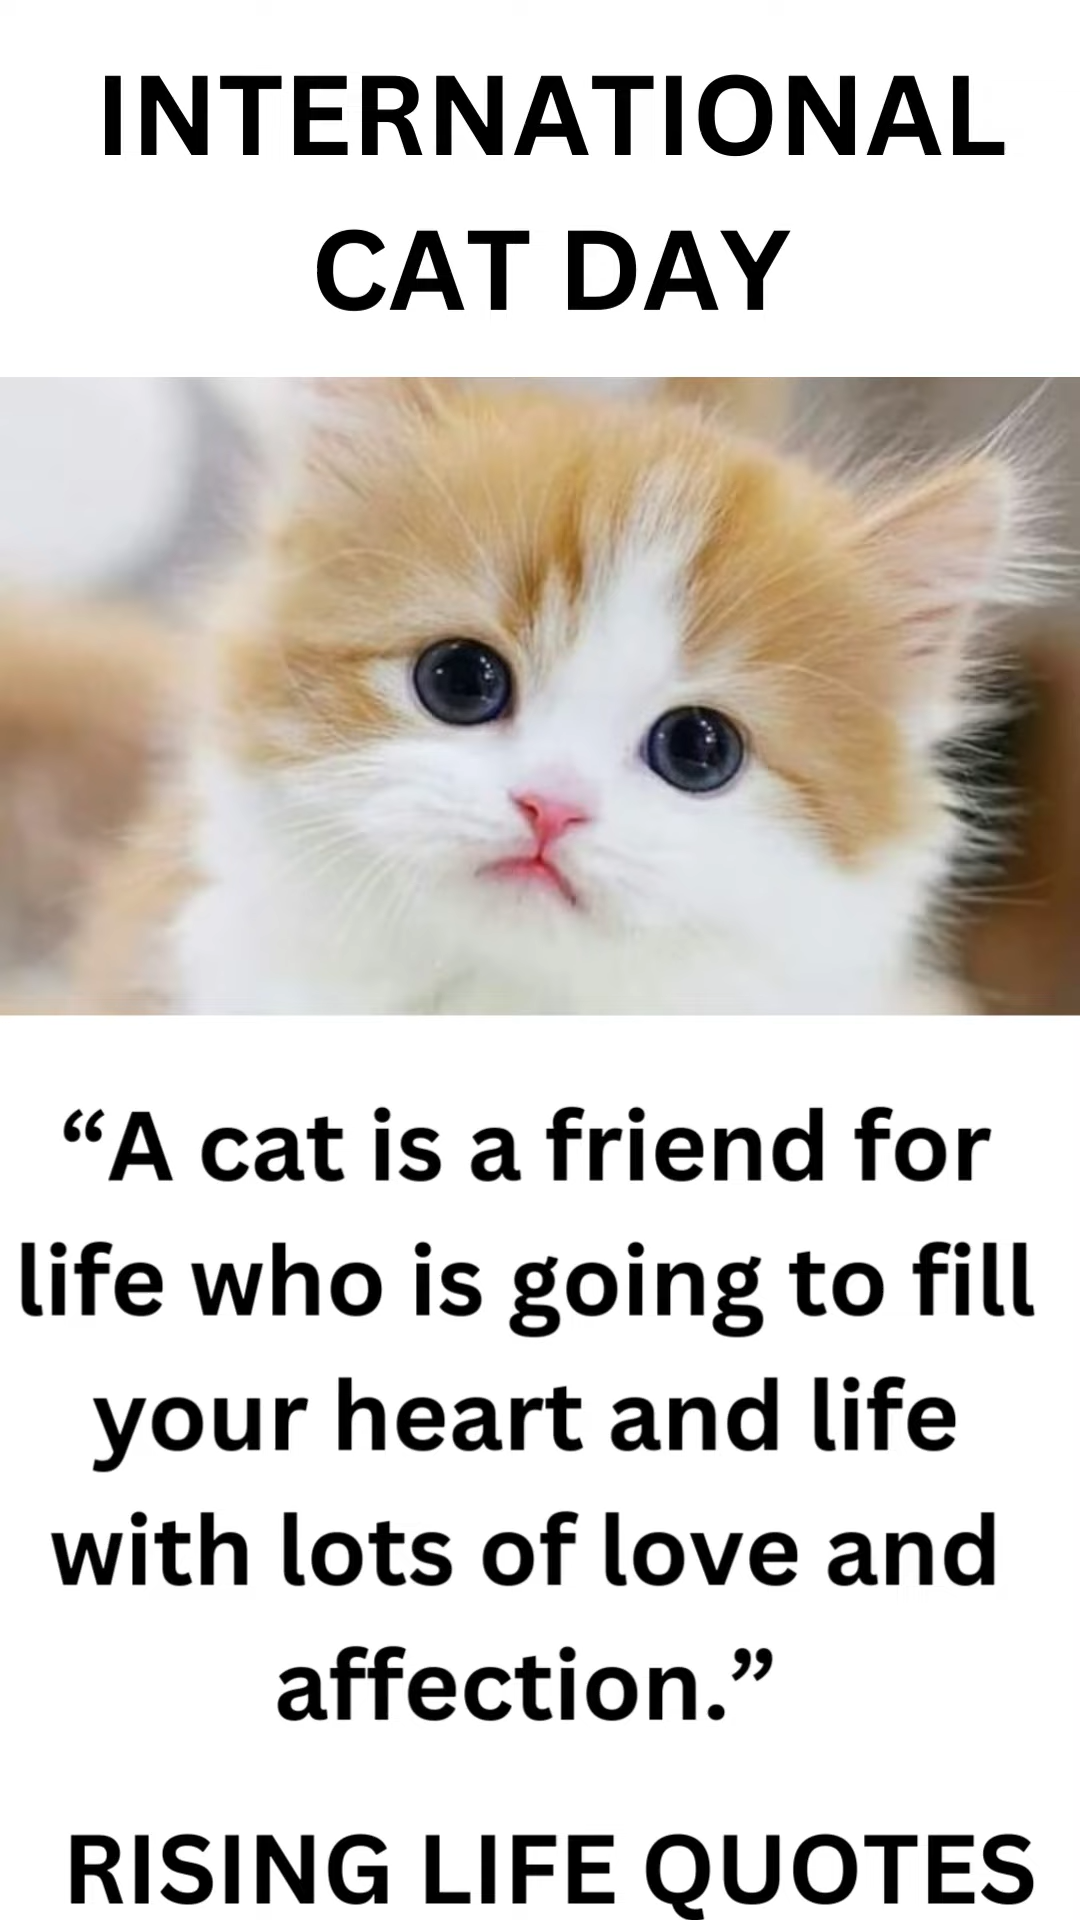 INTERNATIONAL
CAT DAY
“A cat is a friend for
life who is going to fill
your heart and life
with lots of love and
affection.”
RISING LIFE QUOTES